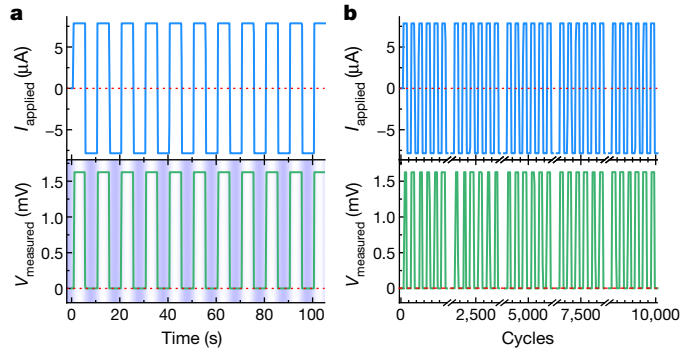 a
b
5
0
−5
I applied (μA)
5
0
−5
I applied (μA)
1.5
1.0
0.5
0
V measured (mV)
1.5
1.0
0.5
0
V measured (mV)
0 20 40 60 80 100
Time (s)
0 2,500 5,000 7,500 10,000
Cycles